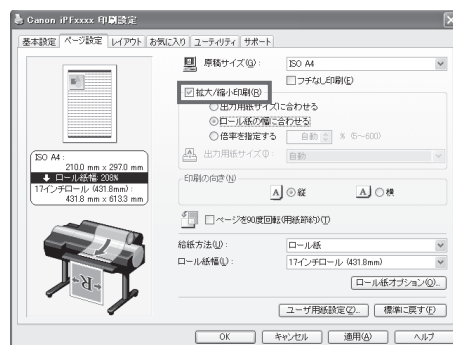 Canon iPFxxxx 印刷設定
基本設定 ページ設定 レイアウト お気に入り ユーティリティ サポート
原稿サイズ(G): ISO A4
フチなし印刷(E)
拡大/縮小印刷(R)
出力用紙サイズに合わせる
ロール紙の幅に合わせる
倍率を指定する 自動 % (5~600)
出力用紙サイズ 自動
ISO A4 :
210.0 mm x 297.0 mm
ロール紙幅 208%
17インチロール (431.8mm) :
431.8 mm x 613.3 mm
印刷の向き(N)
A 縦 A 横
ページを90度回転(用紙節約)(T)
給紙方法(U): ロール紙
ロール紙幅(L): 17インチロール (431.8mm)
ロール紙オプション(O)...
ユーザ用紙設定(Z)... 標準に戻す(F)
OK キャンセル 適用(A) ヘルプ